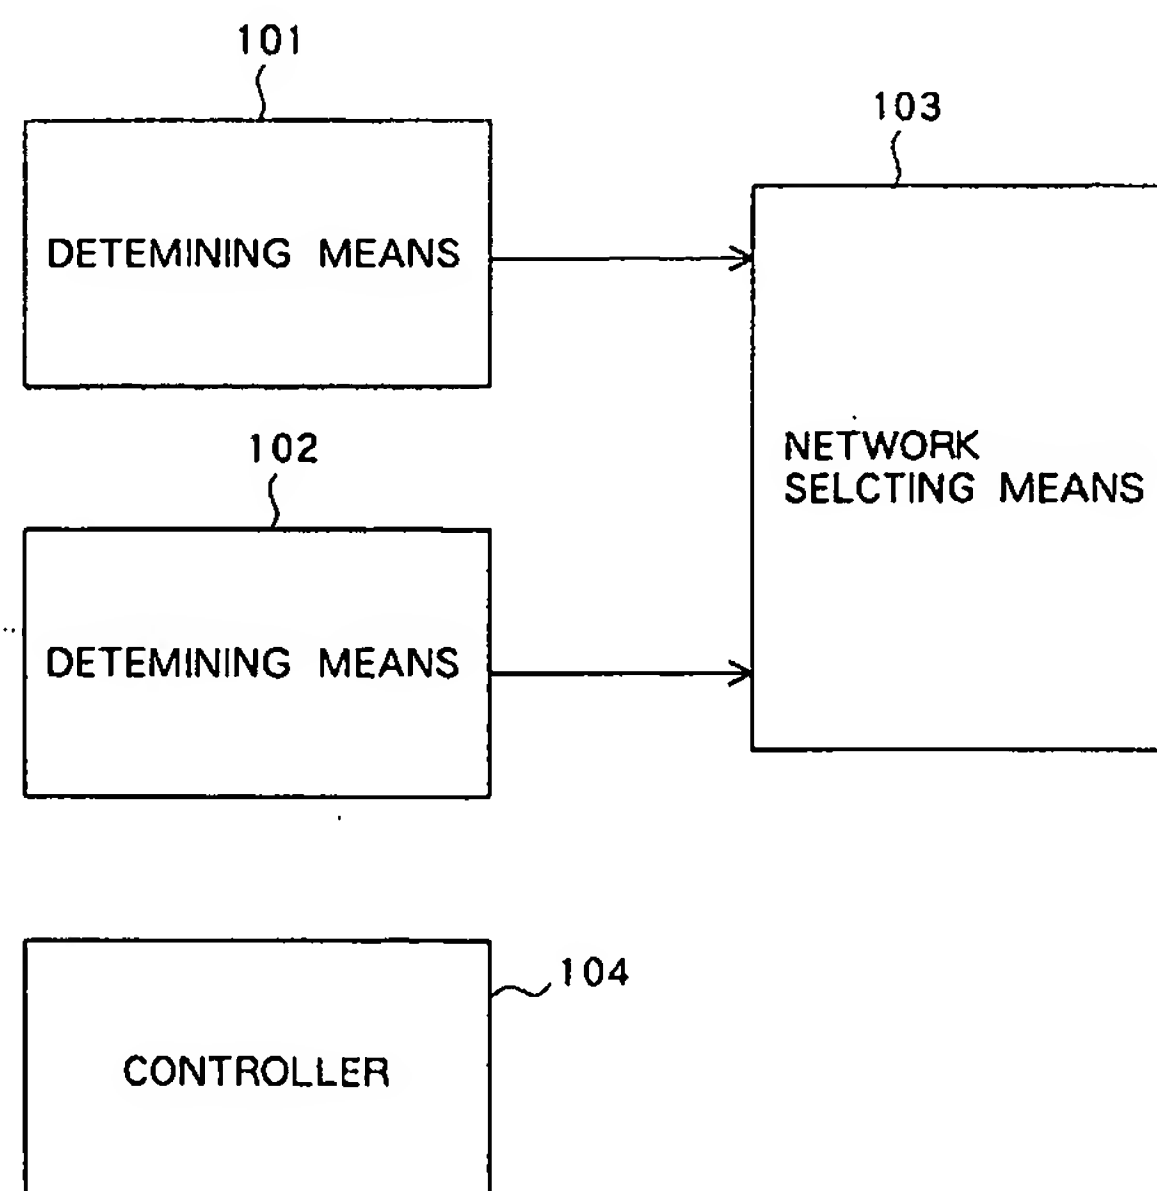 101
103
DETEMINING MEANS
NETWORK
SELCTING MEANS
102
DETEMINING MEANS
104
CONTROLLER